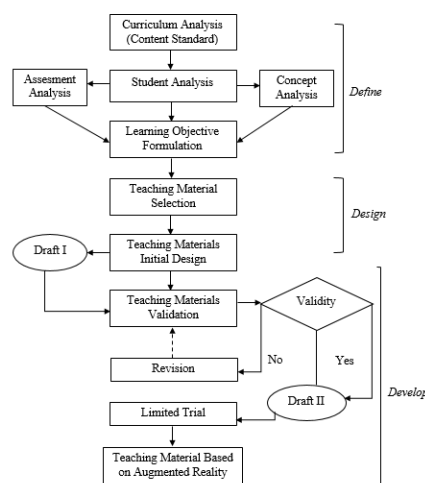 Curriculum Analysis
(Content Standard)
Assesment
Analysis
Student Analysis
Concept
Analysis
Define
Learning Objective
Formulation
Teaching Material
Selection
Design
Draft I
Teaching Materials
Initial Design
Teaching Materials
Validation
Validity
No
Yes
Revision
Draft II
Develop
Limited Trial
Teaching Material Based
on Augmented Reality